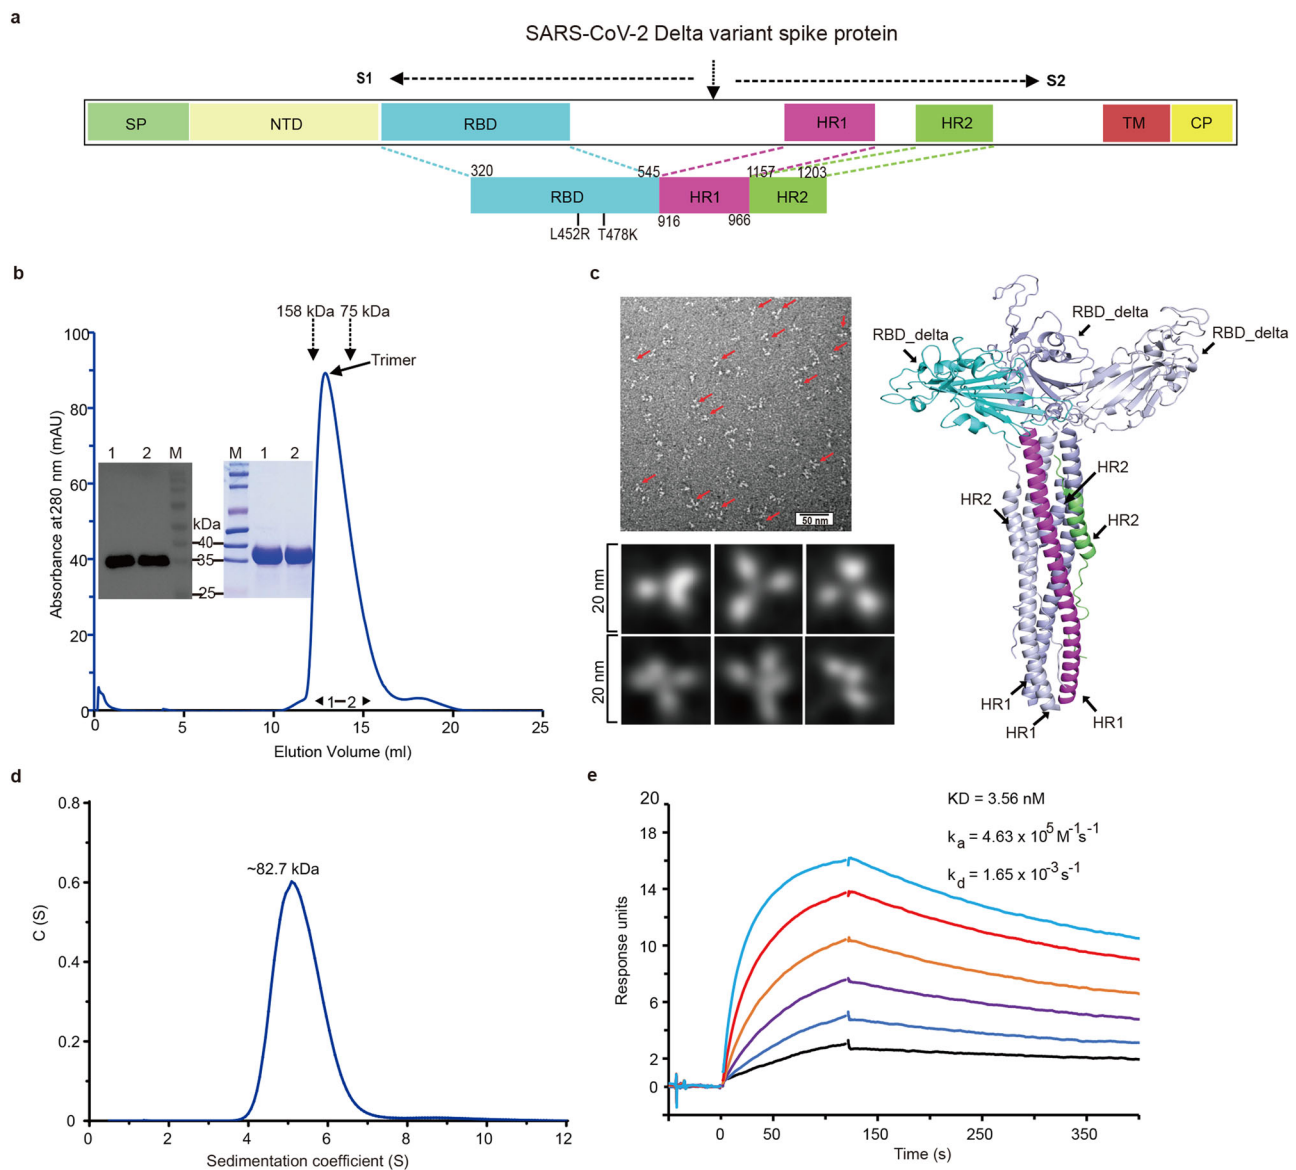 a
SARS-CoV-2 Delta variant spike protein
S1 S2
SP NTD RBD HR1 HR2 TM CP
320 545 1157 1203
RBD HR1 HR2
916 966
L452R T478K
b
158 kDa 75 kDa
Trimer
100
80
60
40
20
0
Absorbance at 280 nm (mAU)
1 2 M
M 1 2
kDa
40
35
25
1–2
0 5 10 15 20 25
Elution Volume (ml)
c
50 nm
20 nm
20 nm
RBD_delta
RBD_delta
RBD_delta
HR2
HR2
HR2
HR1
HR1
HR1
d
0.8
0.6
0.4
0.2
0
C (S)
~82.7 kDa
0 2 4 6 8 10 12
Sedimentation coefficient (S)
e
20
18
14
10
6
2
0
Response units
KD = 3.56 nM
ka = 4.63 x 10⁵ M⁻¹s⁻¹
kd = 1.65 x 10⁻³ s⁻¹
0 50 150 250 350
Time (s)